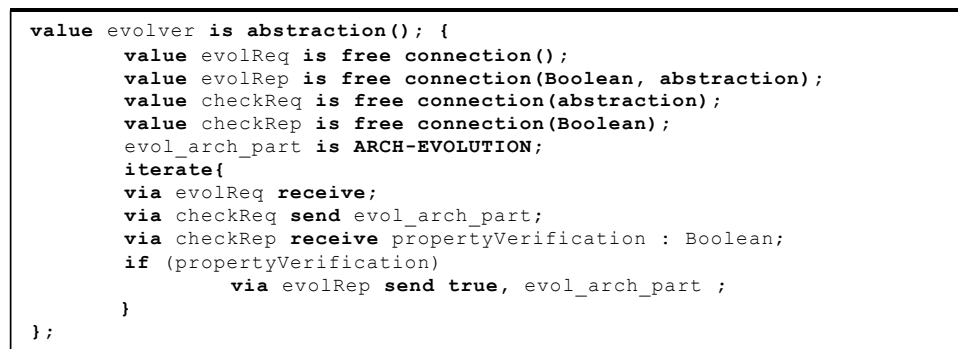 value evolver is abstraction(); {
value evolReq is free connection();
value evolRep is free connection(Boolean, abstraction);
value checkReq is free connection(abstraction);
value checkRep is free connection(Boolean);
evol_arch_part is ARCH-EVOLUTION;
iterate{
via evolReq receive;
via checkReq send evol_arch_part;
via checkRep receive propertyVerification : Boolean;
if (propertyVerification)
via evolRep send true, evol_arch_part ;
}
};